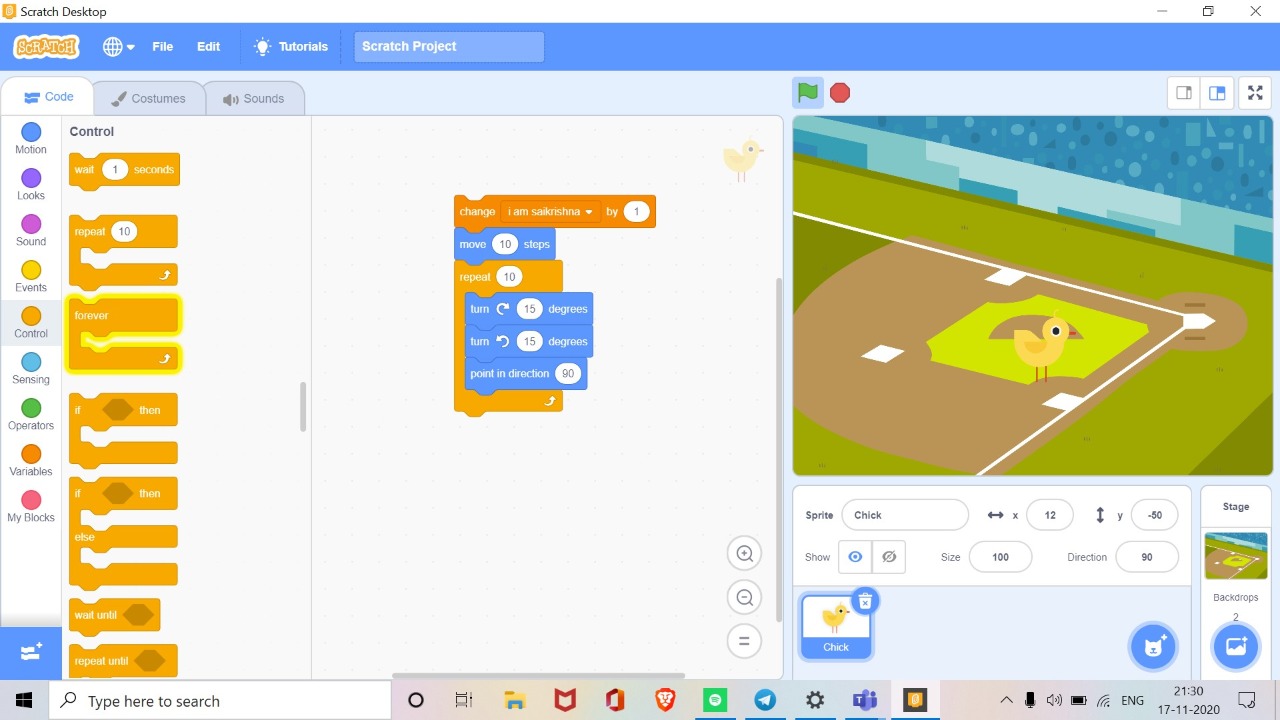 Scratch Desktop
SCRATCH File Edit Tutorials Scratch Project
Code Costumes Sounds
Motion
Looks
Sound
Events
Control
Sensing
Operators
Variables
My Blocks
Control
wait 1 seconds
repeat 10
forever
if then
if then
else
wait until
repeat until
change i am saikrishna by 1
move 10 steps
repeat 10
turn 15 degrees
turn 15 degrees
point in direction 90
Sprite Chick x 12 y -50
Show Size 100 Direction 90
Chick
Stage
Backdrops
2
Type here to search
ENG
21:30
17-11-2020